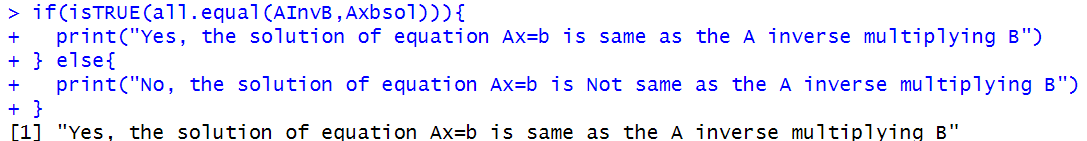 > if(isTRUE(all.equal(AInvB,Axbsol))){
+   print("Yes, the solution of equation Ax=b is same as the A inverse multiplying B")
+ } else{
+   print("No, the solution of equation Ax=b is Not same as the A inverse multiplying B")
+ }
[1] "Yes, the solution of equation Ax=b is same as the A inverse multiplying B"